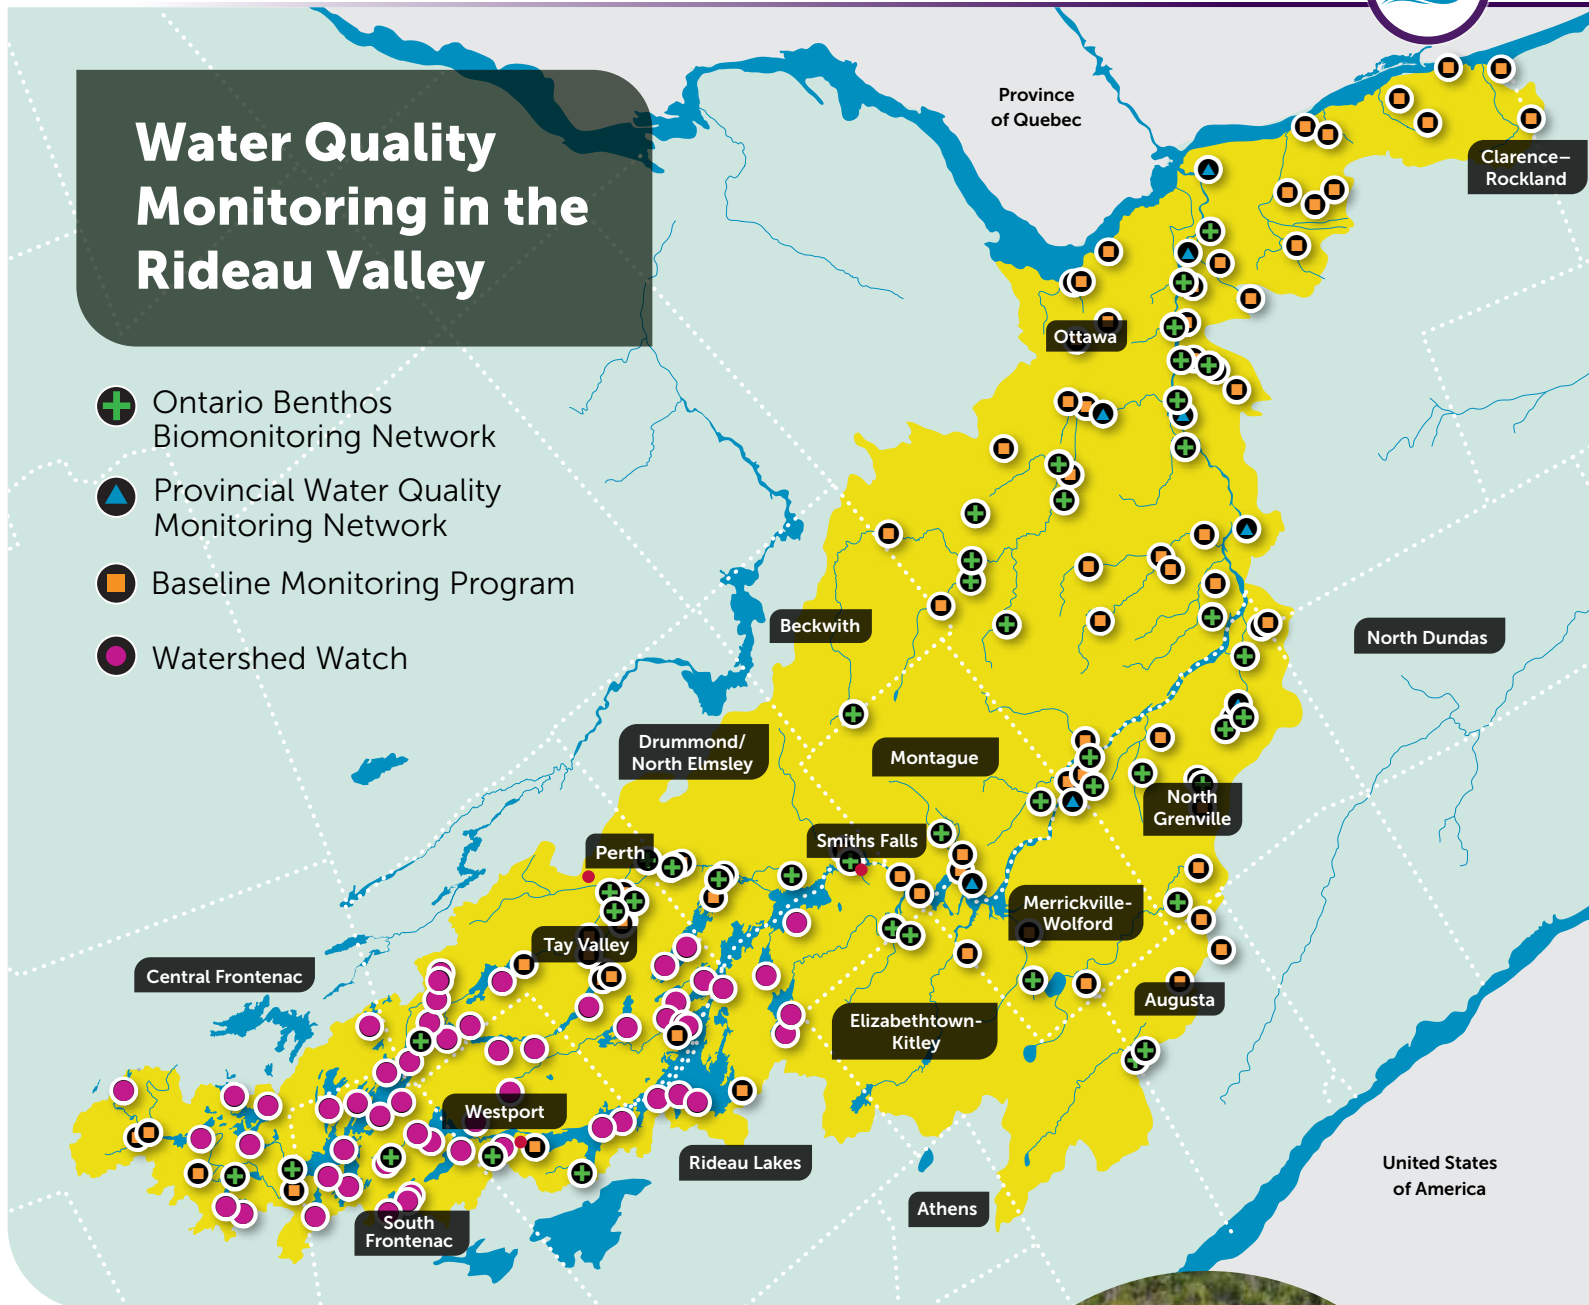 Water Quality
Monitoring in the
Rideau Valley
Ontario Benthos
Biomonitoring Network
Provincial Water Quality
Monitoring Network
Baseline Monitoring Program
Watershed Watch
Province
of Quebec
Clarence–
Rockland
Ottawa
Beckwith
North Dundas
Drummond/
North Elmsley
Montague
North
Grenville
Perth
Smiths Falls
Merrickville-
Wolford
Tay Valley
Central Frontenac
Augusta
Elizabethtown-
Kitley
Westport
Rideau Lakes
United States
of America
Athens
South
Frontenac